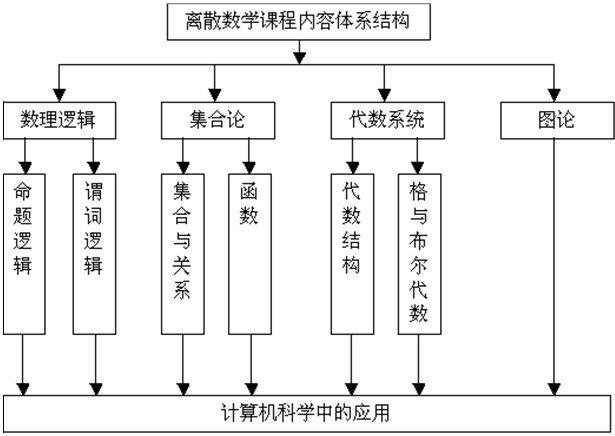 离散数学课程内容体系结构
数理逻辑
集合论
代数系统
图论
命题逻辑
谓词逻辑
集合与关系
函数
代数结构
格与布尔代数
计算机科学中的应用